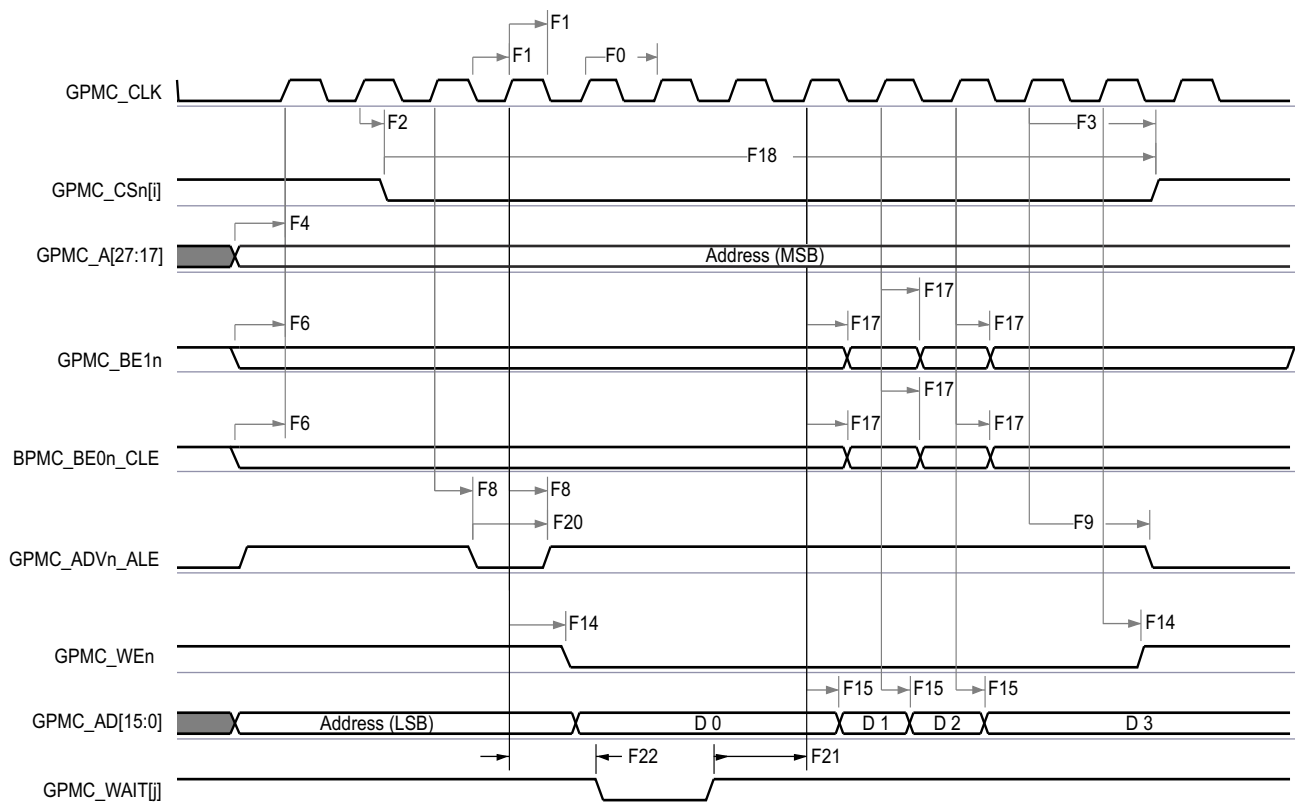 F1
F1
F0
GPMC_CLK
F2
F3
F18
GPMC_CSn[i]
F4
GPMC_A[27:17]
Address (MSB)
F17
F6
F17
F17
GPMC_BE1n
F17
F6
F17
F17
BPMC_BE0n_CLE
F8
F8
F20
F9
GPMC_ADVn_ALE
F14
F14
GPMC_WEn
F15
F15
F15
GPMC_AD[15:0]
Address (LSB)
D 0
D 1
D 2
D 3
F22
F21
GPMC_WAIT[j]